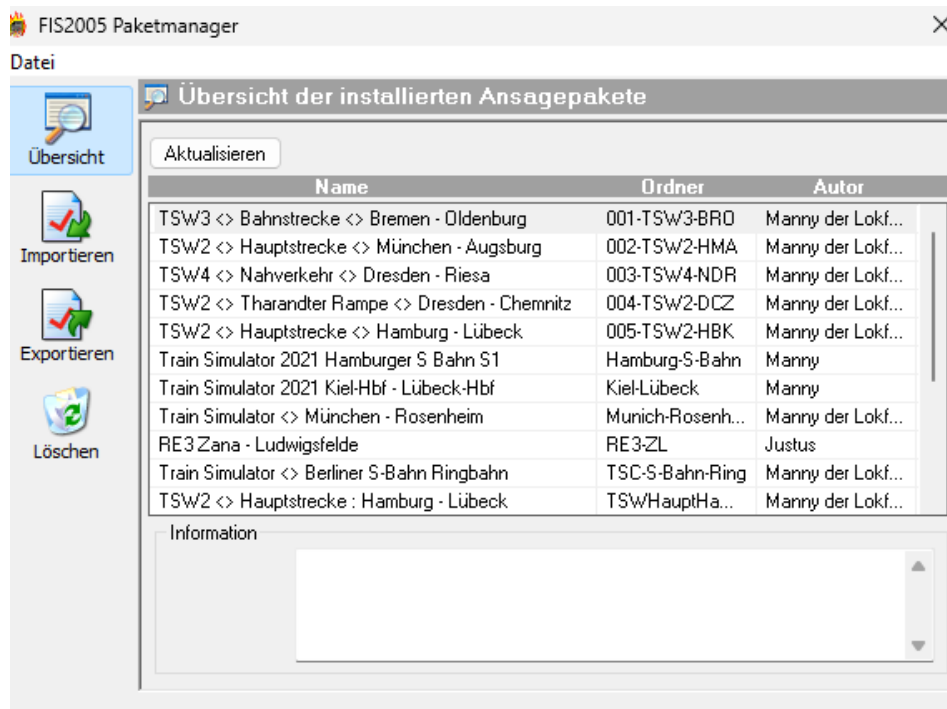 FIS2005 Paketmanager
Datei
Übersicht der installierten Ansagepakete
Übersicht
Importieren
Exportieren
Löschen
Aktualisieren
Name Ordner Autor
TSW3 <> Bahnstrecke <> Bremen - Oldenburg 001-TSW3-BRO Manny der Lokf...
TSW2 <> Hauptstrecke <> München - Augsburg 002-TSW2-HMA Manny der Lokf...
TSW4 <> Nahverkehr <> Dresden - Riesa 003-TSW4-NDR Manny der Lokf...
TSW2 <> Tharandter Rampe <> Dresden - Chemnitz 004-TSW2-DCZ Manny der Lokf...
TSW2 <> Hauptstrecke <> Hamburg - Lübeck 005-TSW2-HBK Manny der Lokf...
Train Simulator 2021 Hamburger S Bahn S1 Hamburg-S-Bahn Manny
Train Simulator 2021 Kiel-Hbf - Lübeck-Hbf Kiel-Lübeck Manny
Train Simulator <> München - Rosenheim Munich-Rosenh... Manny der Lokf...
RE3 Zana - Ludwigsfelde RE3-ZL Justus
Train Simulator <> Berliner S-Bahn Ringbahn TSC-S-Bahn-Ring Manny der Lokf...
TSW2 <> Hauptstrecke : Hamburg - Lübeck TSWHauptHa... Manny der Lokf...
Information